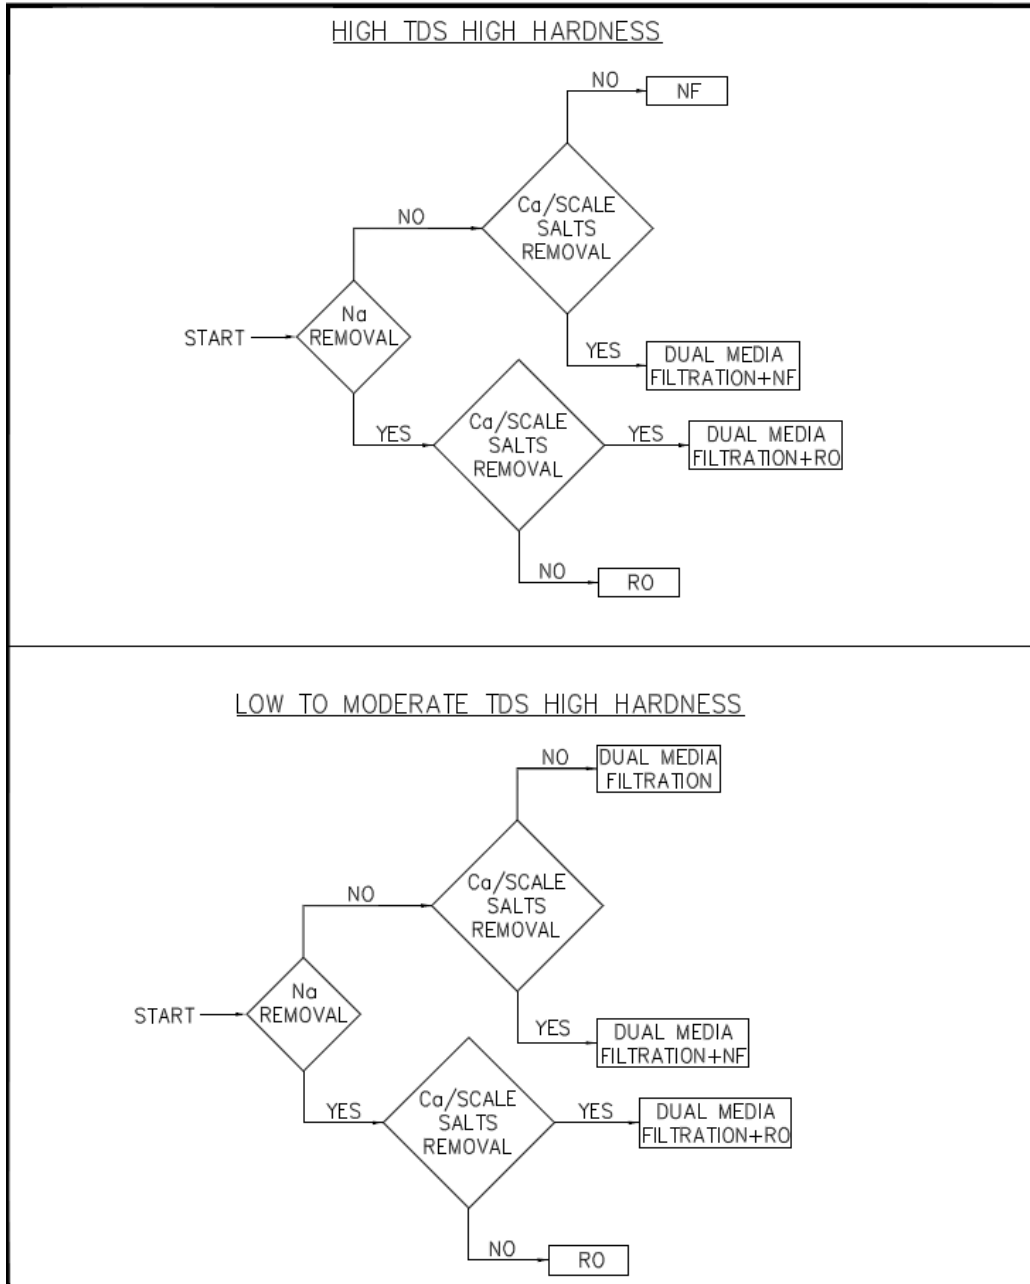 HIGH TDS HIGH HARDNESS
NO
NF
Ca/SCALE
SALTS
REMOVAL
NO
Na
REMOVAL
START
YES
DUAL MEDIA
FILTRATION+NF
Ca/SCALE
SALTS
REMOVAL
YES
YES
DUAL MEDIA
FILTRATION+RO
NO
RO
LOW TO MODERATE TDS HIGH HARDNESS
NO
DUAL MEDIA
FILTRATION
Ca/SCALE
SALTS
REMOVAL
NO
Na
REMOVAL
START
YES
DUAL MEDIA
FILTRATION+NF
Ca/SCALE
SALTS
REMOVAL
YES
YES
DUAL MEDIA
FILTRATION+RO
NO
RO